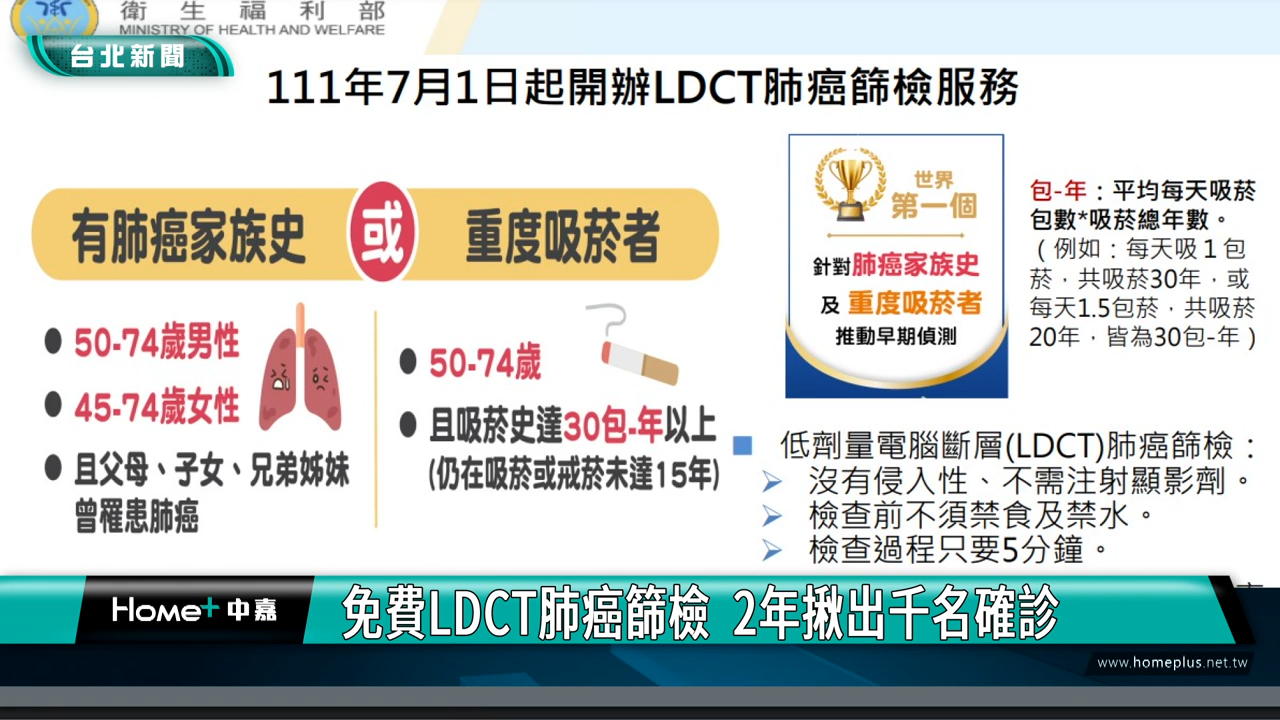 衛生福利部
MINISTRY OF HEALTH AND WELFARE
台北新聞
111年7月1日起開辦LDCT肺癌篩檢服務
有肺癌家族史
或
重度吸菸者
50-74歲男性
45-74歲女性
且父母、子女、兄弟姊妹
曾罹患肺癌
50-74歲
且吸菸史達30包-年以上
(仍在吸菸或戒菸未達15年)
世界
第一個
針對肺癌家族史
及 重度吸菸者
推動早期偵測
包-年：平均每天吸菸
包數*吸菸總年數。
（例如：每天吸１包
菸，共吸菸30年，或
每天1.5包菸，共吸菸
20年，皆為30包-年）
低劑量電腦斷層(LDCT)肺癌篩檢：
沒有侵入性、不需注射顯影劑。
檢查前不須禁食及禁水。
檢查過程只要5分鐘。
Home+中嘉
免費LDCT肺癌篩檢 2年揪出千名確診
www.homeplus.net.tw